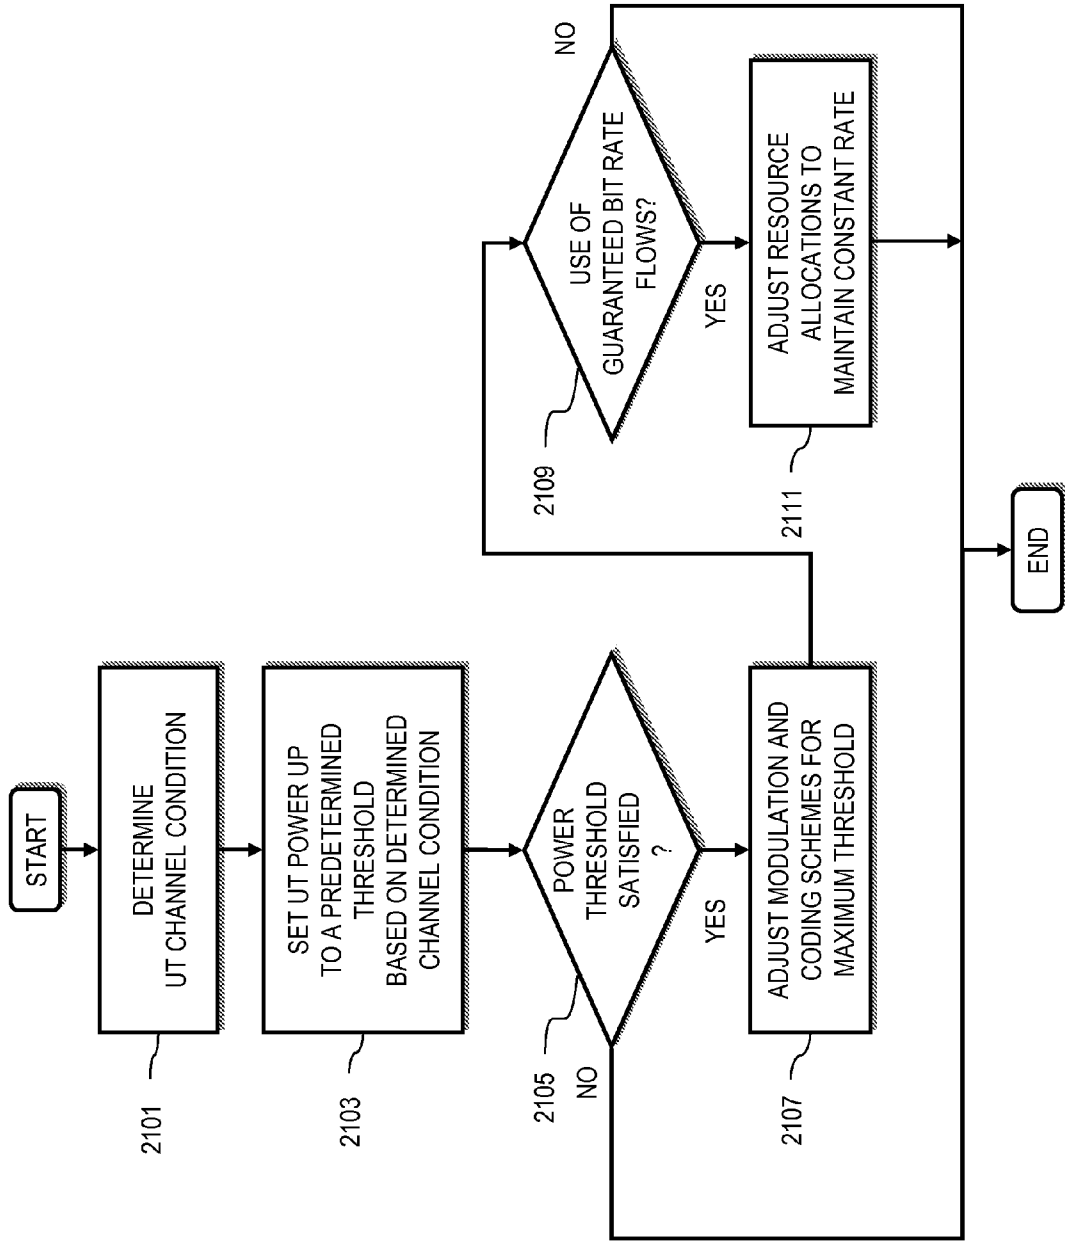 START
DETERMINE
UT CHANNEL CONDITION
2101
SET UT POWER UP
TO A PREDETERMINED
THRESHOLD
BASED ON DETERMINED
CHANNEL CONDITION
2103
POWER
THRESHOLD
SATISFIED
?
2105
NO
YES
ADJUST MODULATION AND
CODING SCHEMES FOR
MAXIMUM THRESHOLD
2107
USE OF
GUARANTEED BIT RATE
FLOWS?
2109
NO
YES
ADJUST RESOURCE
ALLOCATIONS TO
MAINTAIN CONSTANT RATE
2111
END